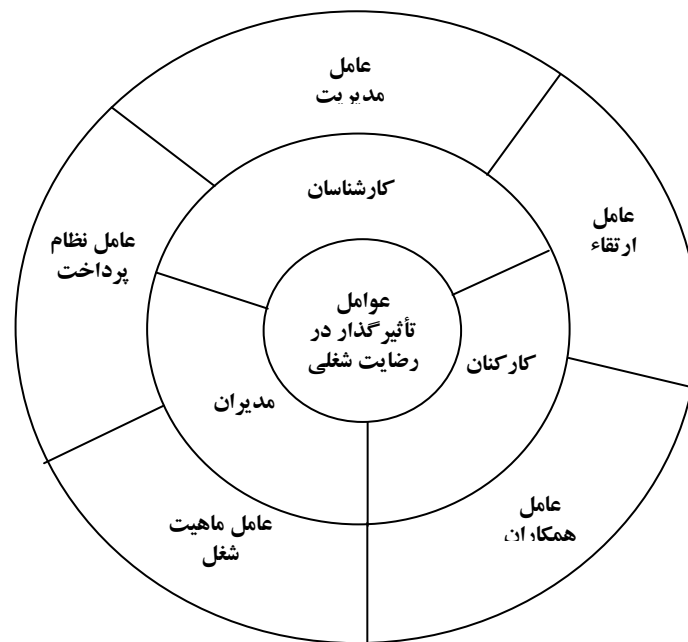 عامل
مدیریت
کارشناسان
عامل
ارتقاء
عامل نظام
پرداخت
عوامل
تأثیرگذار در
رضایت شغلی
کارکنان
مدیران
عامل
همکاران
عامل ماهیت
شغل